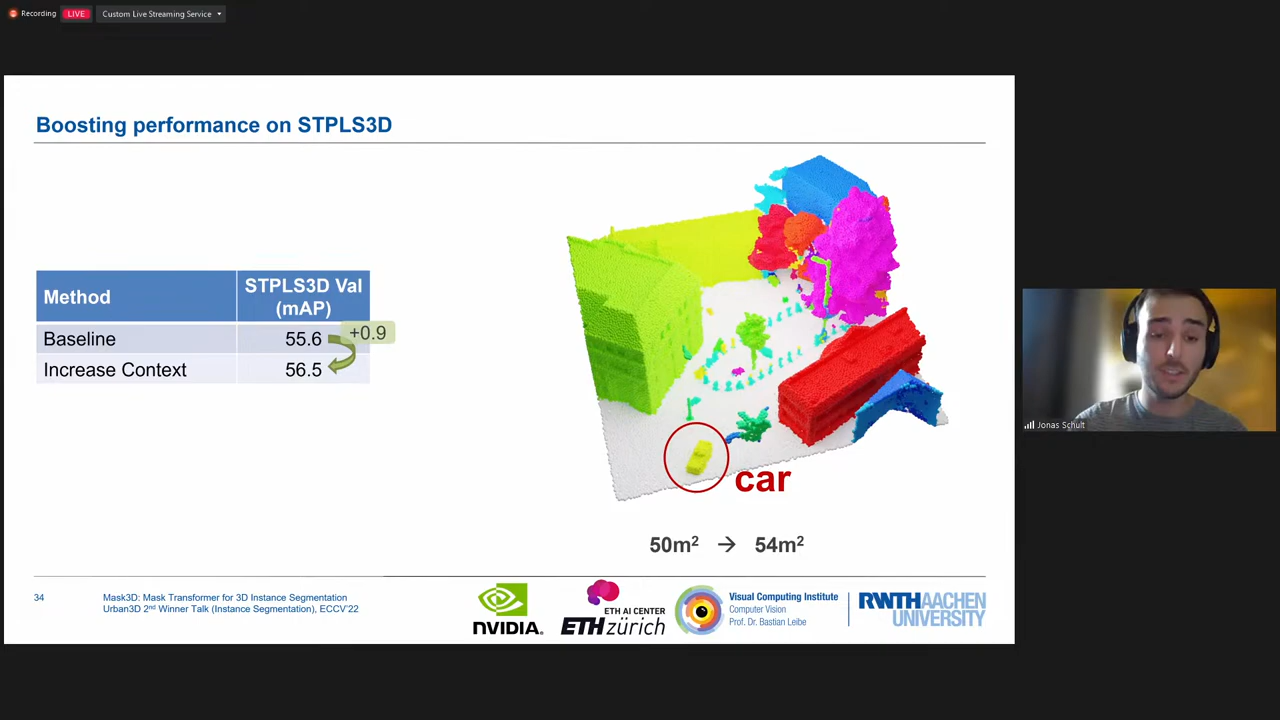 Recording
LIVE
Custom Live Streaming Service
Boosting performance on STPLS3D
Method
STPLS3D Val
(mAP)
Baseline
55.6
+0.9
Increase Context
56.5
car
50m² → 54m²
34
Mask3D: Mask Transformer for 3D Instance Segmentation
Urban3D 2nd Winner Talk (Instance Segmentation), ECCV'22
NVIDIA.
ETH AI CENTER
ETH zürich
Visual Computing Institute
Computer Vision
Prof. Dr. Bastian Leibe
RWTH AACHEN
UNIVERSITY
Jonas Schult